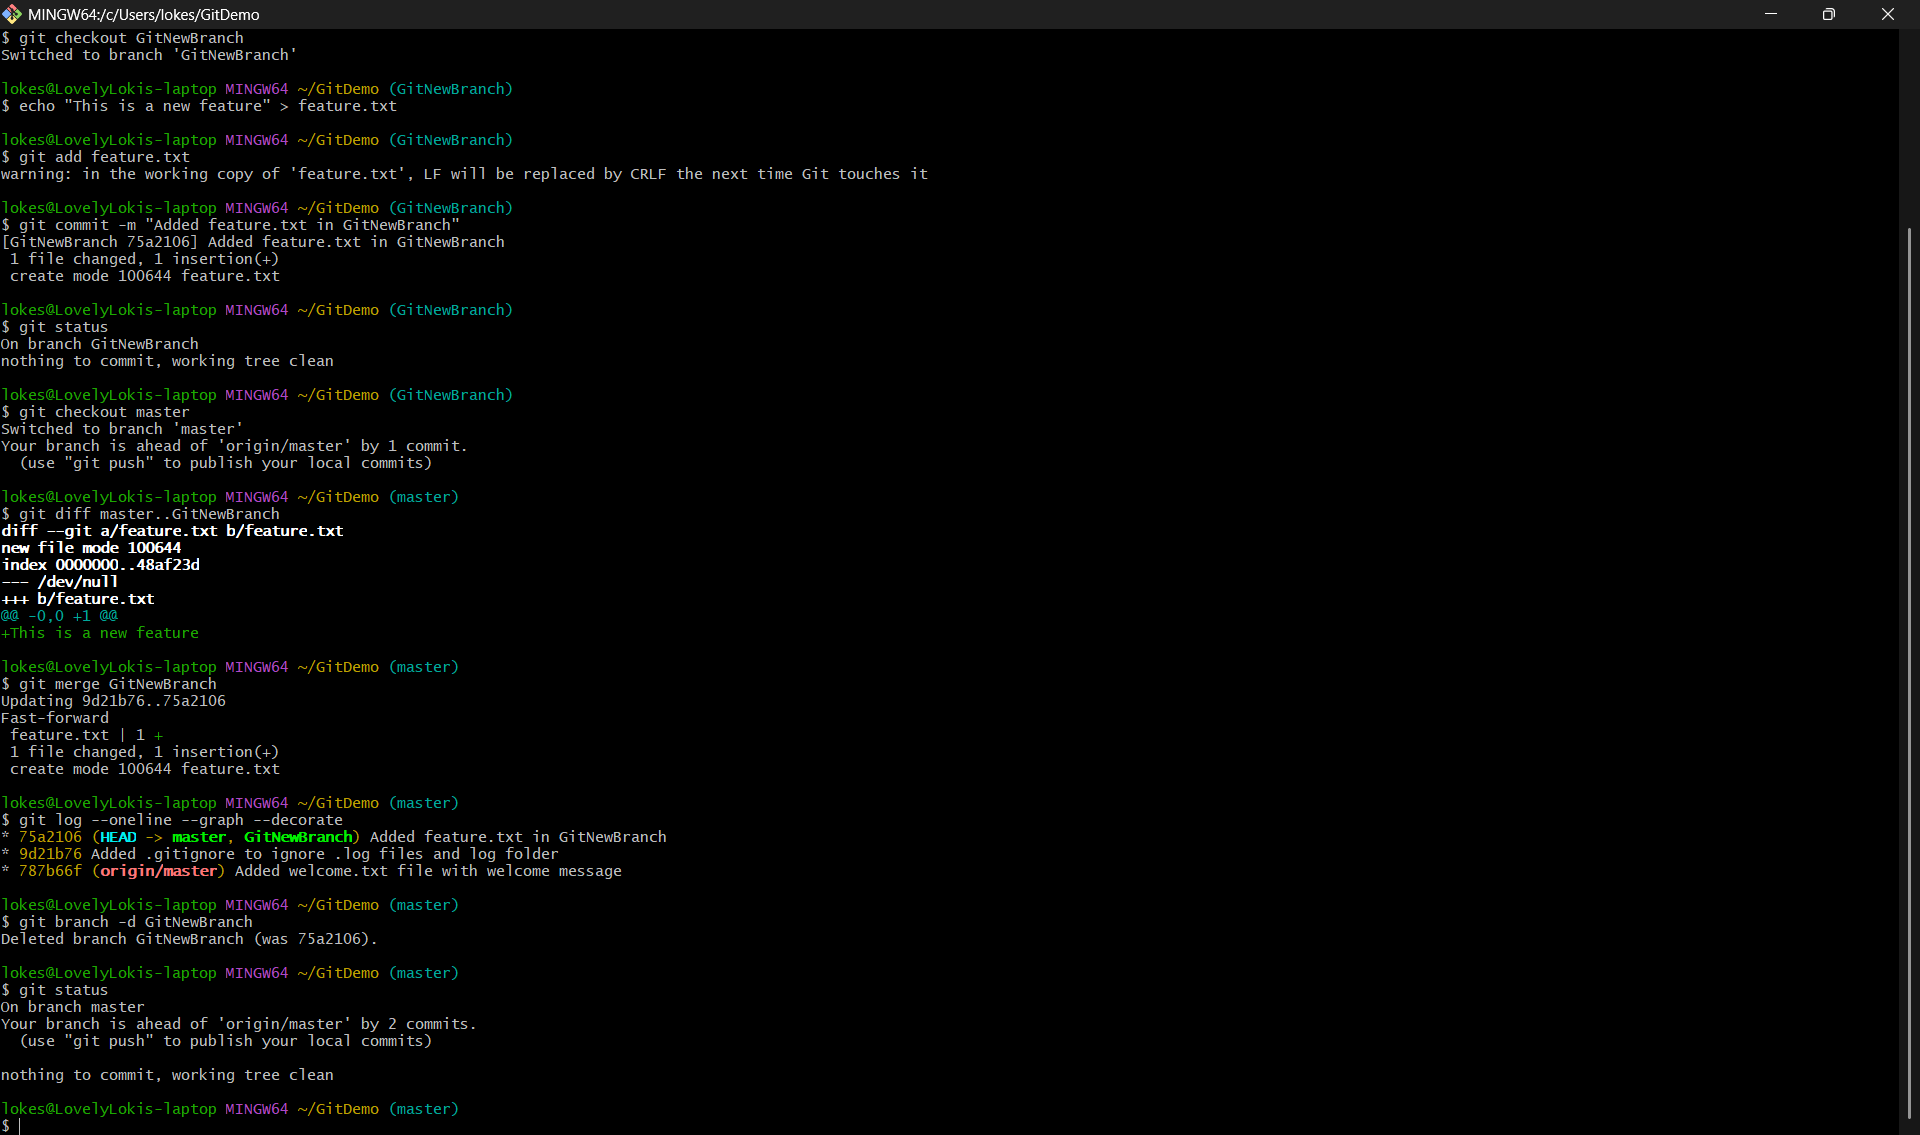 MINGW64:/c/Users/lokes/GitDemo
$ git checkout GitNewBranch
Switched to branch 'GitNewBranch'
lokes@LovelyLokis-laptop MINGW64 ~/GitDemo (GitNewBranch)
$ echo "This is a new feature" > feature.txt
lokes@LovelyLokis-laptop MINGW64 ~/GitDemo (GitNewBranch)
$ git add feature.txt
warning: in the working copy of 'feature.txt', LF will be replaced by CRLF the next time Git touches it
lokes@LovelyLokis-laptop MINGW64 ~/GitDemo (GitNewBranch)
$ git commit -m "Added feature.txt in GitNewBranch"
[GitNewBranch 75a2106] Added feature.txt in GitNewBranch
 1 file changed, 1 insertion(+)
 create mode 100644 feature.txt
lokes@LovelyLokis-laptop MINGW64 ~/GitDemo (GitNewBranch)
$ git status
On branch GitNewBranch
nothing to commit, working tree clean
lokes@LovelyLokis-laptop MINGW64 ~/GitDemo (GitNewBranch)
$ git checkout master
Switched to branch 'master'
Your branch is ahead of 'origin/master' by 1 commit.
  (use "git push" to publish your local commits)
lokes@LovelyLokis-laptop MINGW64 ~/GitDemo (master)
$ git diff master..GitNewBranch
diff --git a/feature.txt b/feature.txt
new file mode 100644
index 0000000..48af23d
--- /dev/null
+++ b/feature.txt
@@ -0,0 +1 @@
+This is a new feature
lokes@LovelyLokis-laptop MINGW64 ~/GitDemo (master)
$ git merge GitNewBranch
Updating 9d21b76..75a2106
Fast-forward
 feature.txt | 1 +
 1 file changed, 1 insertion(+)
 create mode 100644 feature.txt
lokes@LovelyLokis-laptop MINGW64 ~/GitDemo (master)
$ git log --oneline --graph --decorate
* 75a2106 (HEAD -> master, GitNewBranch) Added feature.txt in GitNewBranch
* 9d21b76 Added .gitignore to ignore .log files and log folder
* 787b66f (origin/master) Added welcome.txt file with welcome message
lokes@LovelyLokis-laptop MINGW64 ~/GitDemo (master)
$ git branch -d GitNewBranch
Deleted branch GitNewBranch (was 75a2106).
lokes@LovelyLokis-laptop MINGW64 ~/GitDemo (master)
$ git status
On branch master
Your branch is ahead of 'origin/master' by 2 commits.
  (use "git push" to publish your local commits)
nothing to commit, working tree clean
lokes@LovelyLokis-laptop MINGW64 ~/GitDemo (master)
$